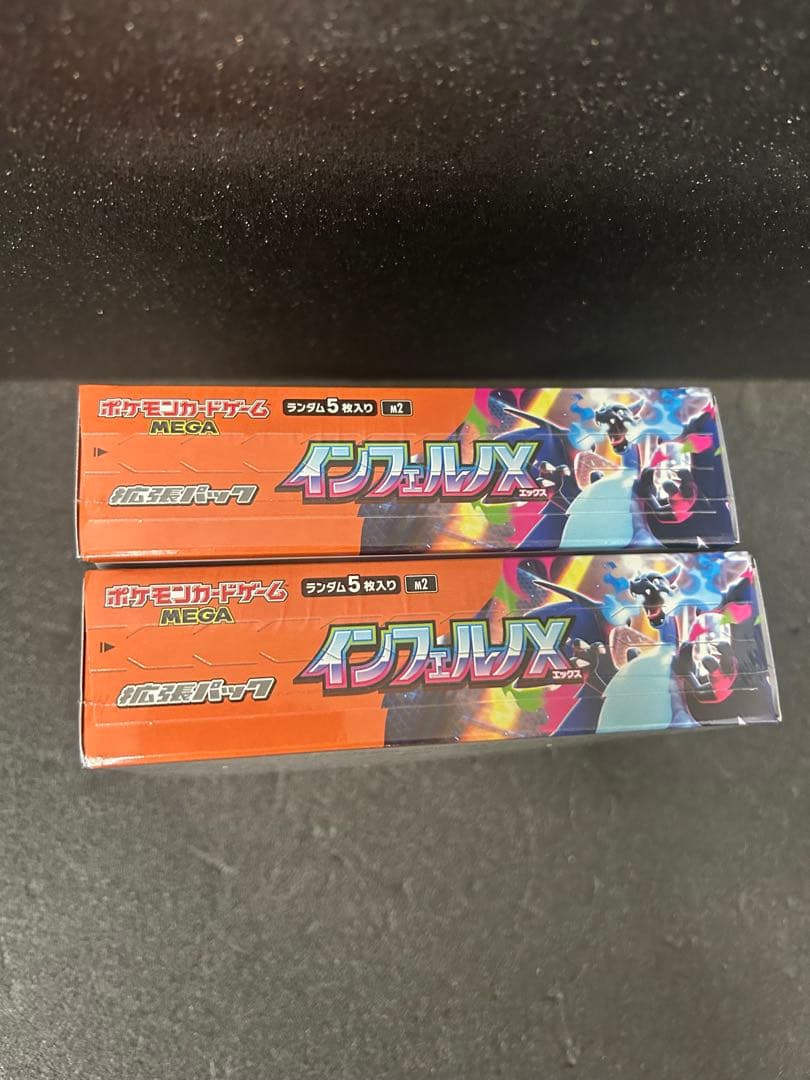 ポケモンカードゲーム
MEGA
ランダム5枚入り M2
インフェルノX
エックス
拡張パック
ポケモンカードゲーム
MEGA
ランダム5枚入り M2
インフェルノX
エックス
拡張パック